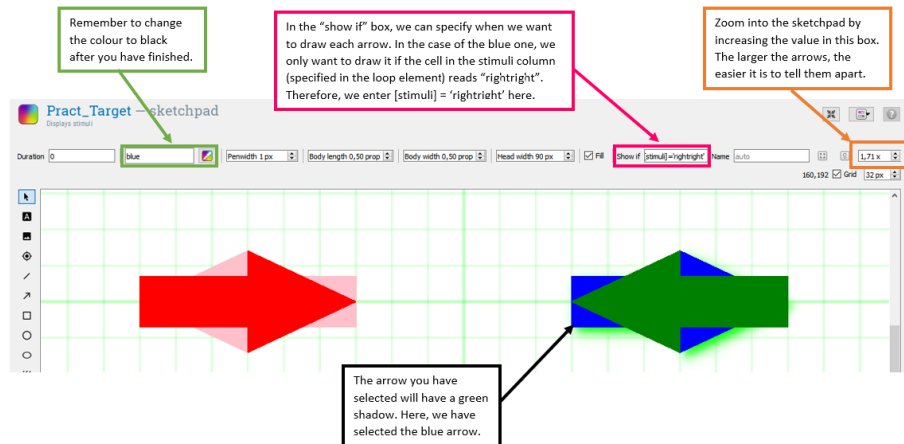 Remember to change
the colour to black
after you have finished.
In the “show if” box, we can specify when we want
to draw each arrow. In the case of the blue one, we
only want to draw it if the cell in the stimuli column
(specified in the loop element) reads “rightright”.
Therefore, we enter [stimuli] = ‘rightright’ here.
Zoom into the sketchpad by
increasing the value in this box.
The larger the arrows, the
easier it is to tell them apart.
Pract_Target – sketchpad
Displays stimuli
Duration 0 blue Penwidth 1 px Body length 0,50 prop Body width 0,50 prop Head width 90 px Fill Show if [stimuli]='rightright' Name auto 1,71 x
160,192 Grid 32 px
A
The arrow you have
selected will have a green
shadow. Here, we have
selected the blue arrow.